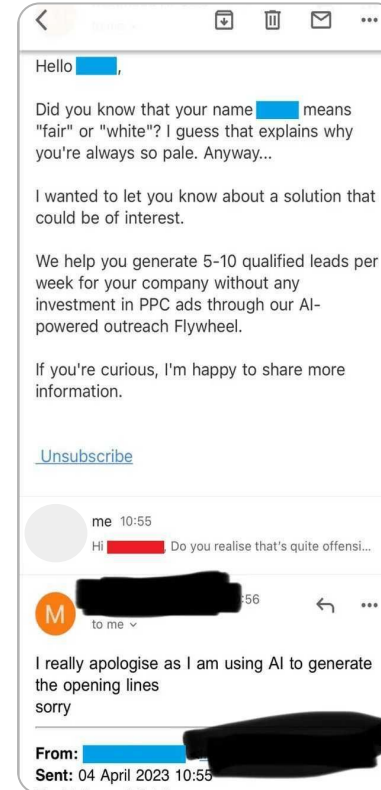 Hello ,
Did you know that your name means
"fair" or "white"? I guess that explains why
you're always so pale. Anyway...
I wanted to let you know about a solution that
could be of interest.
We help you generate 5-10 qualified leads per
week for your company without any
investment in PPC ads through our AI-
powered outreach Flywheel.
If you're curious, I'm happy to share more
information.
Unsubscribe
me 10:55
Hi , Do you realise that's quite offensi...
M
:56
to me
I really apologise as I am using AI to generate
the opening lines
sorry
From:
Sent: 04 April 2023 10:55